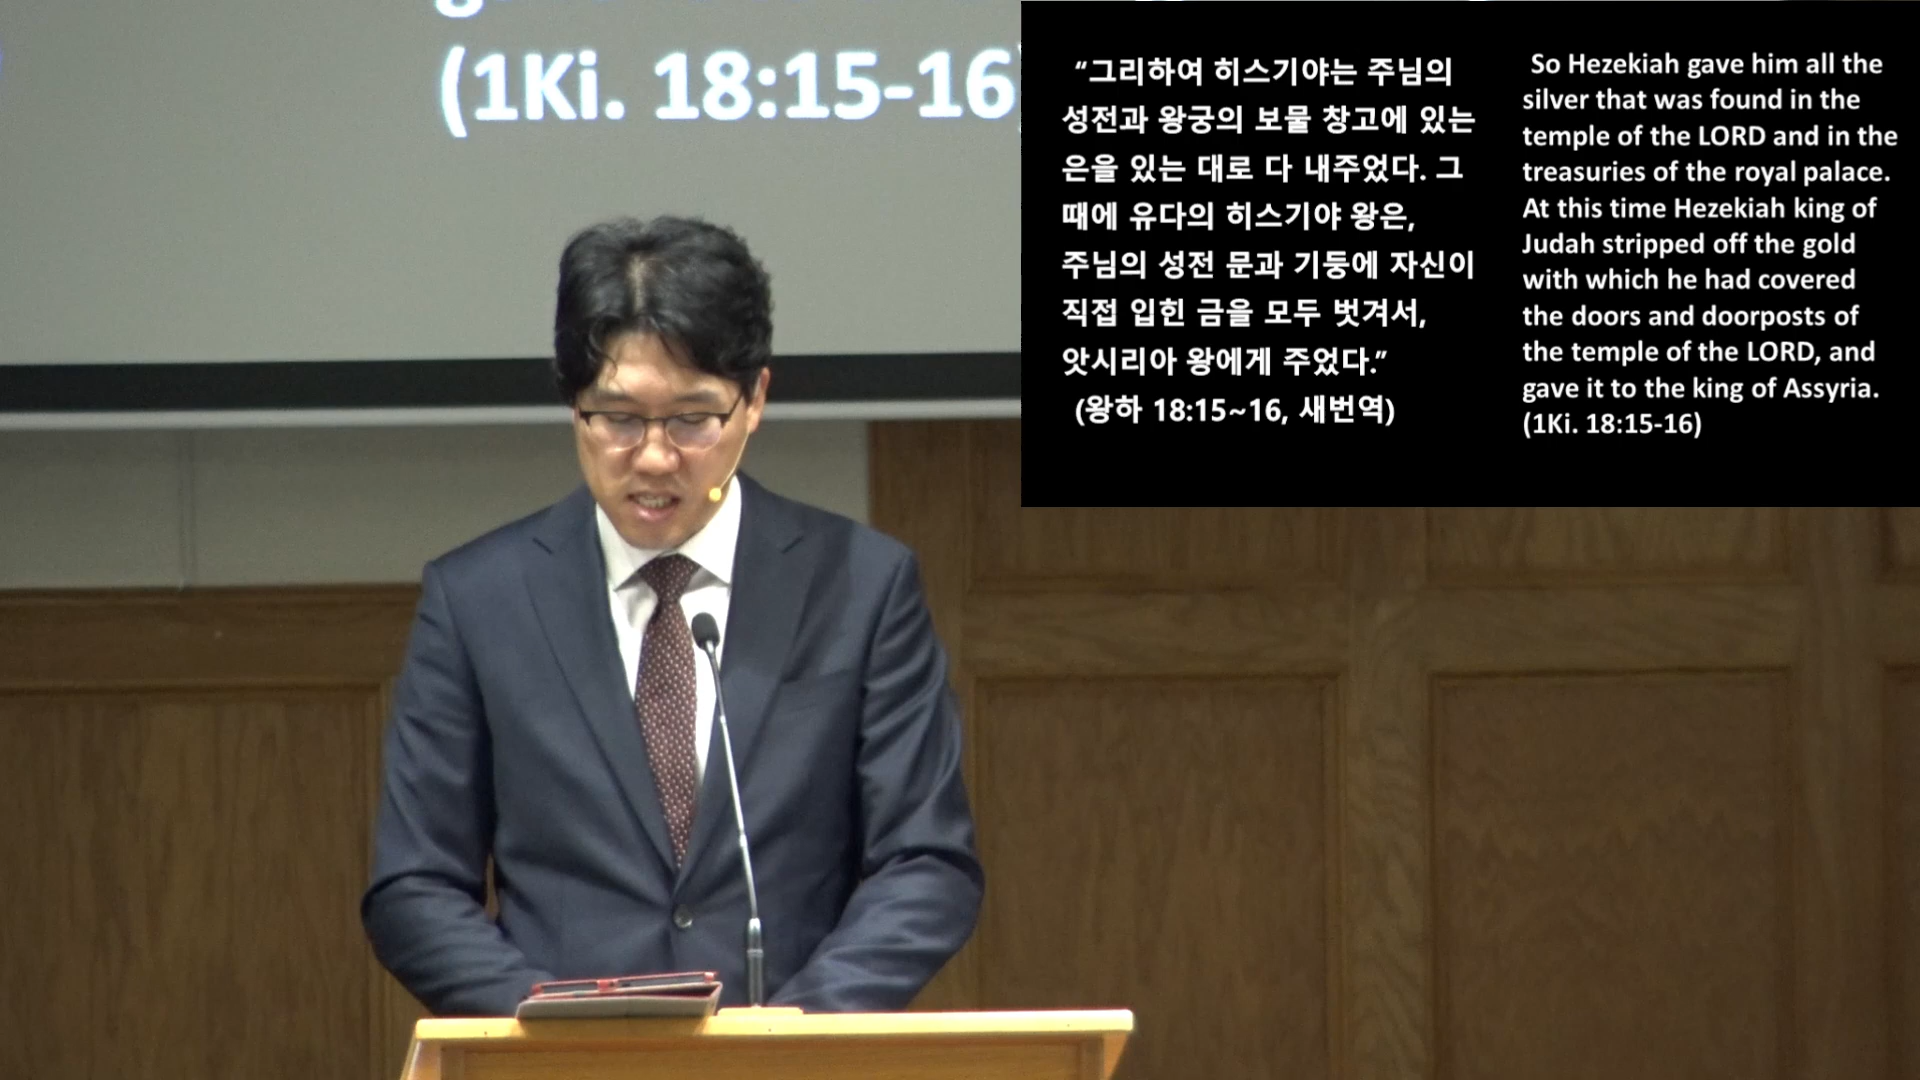 (1Ki. 18:15-16)
“그리하여 히스기야는 주님의
성전과 왕궁의 보물 창고에 있는
은을 있는 대로 다 내주었다. 그
때에 유다의 히스기야 왕은,
주님의 성전 문과 기둥에 자신이
직접 입힌 금을 모두 벗겨서,
앗시리아 왕에게 주었다.”
(왕하 18:15~16, 새번역)
So Hezekiah gave him all the
silver that was found in the
temple of the LORD and in the
treasuries of the royal palace.
At this time Hezekiah king of
Judah stripped off the gold
with which he had covered
the doors and doorposts of
the temple of the LORD, and
gave it to the king of Assyria.
(1Ki. 18:15-16)